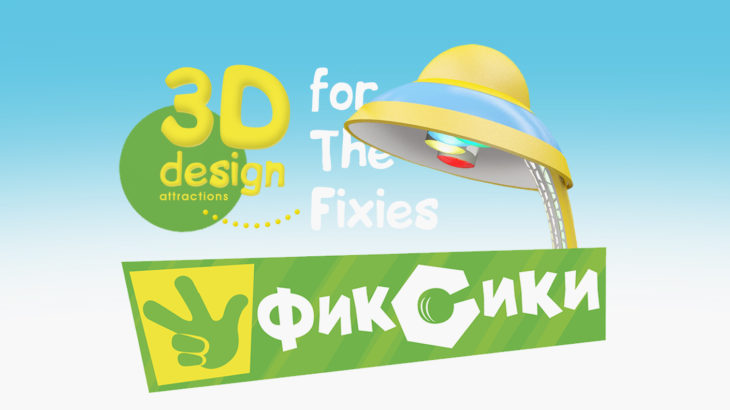 3D
design
attractions
for
The
Fixies
фиксики